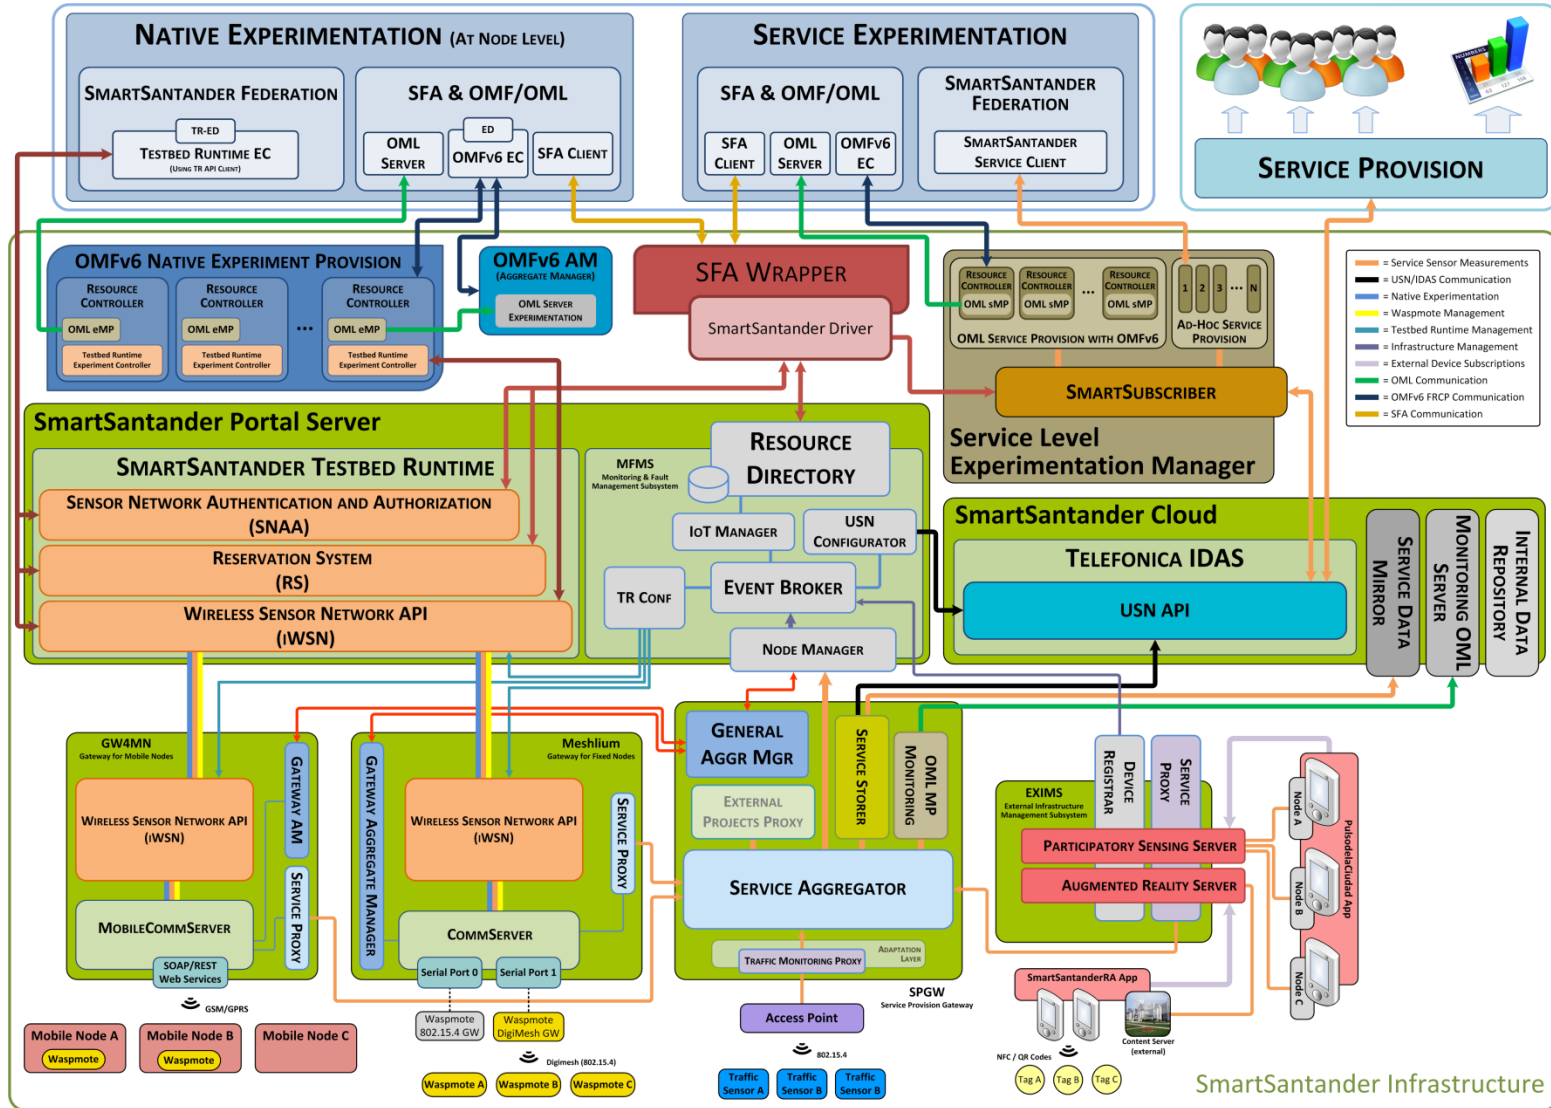 NATIVE EXPERIMENTATION (AT NODE LEVEL)
SMARTSANTANDER FEDERATION
TR-ED
TESTBED RUNTIME EC
(USING TR API CLIENT)
SFA & OMF/OML
OML
SERVER
ED
OMFV6 EC
SFA CLIENT
SERVICE EXPERIMENTATION
SFA & OMF/OML
SFA
CLIENT
OML
SERVER
OMFV6
EC
SMARTSANTANDER
FEDERATION
SMARTSANTANDER
SERVICE CLIENT
NUMBERS
SERVICE PROVISION
OMFV6 NATIVE EXPERIMENT PROVISION
RESOURCE
CONTROLLER
OML eMP
Testbed Runtime
Experiment Controller
RESOURCE
CONTROLLER
OML eMP
Testbed Runtime
Experiment Controller
...
RESOURCE
CONTROLLER
OML eMP
Testbed Runtime
Experiment Controller
OMFV6 AM
(AGGREGATE MANAGER)
OML SERVER
EXPERIMENTATION
SFA WRAPPER
SmartSantander Driver
RESOURCE
CONTROLLER
OML sMP
RESOURCE
CONTROLLER
OML sMP
...
RESOURCE
CONTROLLER
OML sMP
OML SERVICE PROVISION WITH OMFV6
1
2
3
...
N
AD-HOC SERVICE
PROVISION
SMARTSUBSCRIBER
Service Level
Experimentation Manager
= Service Sensor Measurements
= USN/IDAS Communication
= Native Experimentation
= Waspmote Management
= Testbed Runtime Management
= Infrastructure Management
= External Device Subscriptions
= OML Communication
= OMFv6 FRCP Communication
= SFA Communication
SmartSantander Portal Server
SMARTSANTANDER TESTBED RUNTIME
SENSOR NETWORK AUTHENTICATION AND AUTHORIZATION
(SNAA)
RESERVATION SYSTEM
(RS)
WIRELESS SENSOR NETWORK API
(IWSN)
MFMS
Monitoring & Fault
Management Subsystem
RESOURCE
DIRECTORY
IOT MANAGER
USN
CONFIGURATOR
TR CONF
EVENT BROKER
NODE MANAGER
SmartSantander Cloud
TELEFONICA IDAS
USN API
SERVICE DATA
MIRROR
MONITORING OML
SERVER
INTERNAL DATA
REPOSITORY
GW4MN
Gateway for Mobile Nodes
WIRELESS SENSOR NETWORK API
(IWSN)
GATEWAY AM
SERVICE PROXY
MOBILECOMMSERVER
SOAP/REST
Web Services
GSM/GPRS
Mobile Node A
Waspmote
Mobile Node B
Waspmote
Mobile Node C
Meshlium
Gateway for Fixed Nodes
GATEWAY AGGREGATE MANAGER
WIRELESS SENSOR NETWORK API
(IWSN)
SERVICE PROXY
COMMSERVER
Serial Port 0
Serial Port 1
Waspmote
802.15.4 GW
Waspmote
DigiMesh GW
Digimesh (802.15.4)
Waspmote A
Waspmote B
Waspmote C
GENERAL
AGGR MGR
EXTERNAL
PROJECTS PROXY
SERVICE STORER
OML MP
MONITORING
SERVICE AGGREGATOR
ADAPTATION
LAYER
TRAFFIC MONITORING PROXY
SPGW
Service Provision Gateway
Access Point
802.15.4
Traffic
Sensor A
Traffic
Sensor B
Traffic
Sensor B
EXIMS
External Infrastructure
Management Subsystem
DEVICE
REGISTRAR
SERVICE
PROXY
PARTICIPATORY SENSING SERVER
AUGMENTED REALITY SERVER
Node A
Node B
Node C
PulsodelaCiudad App
SmartSantanderRA App
Content Server
(external)
NFC / QR Codes
Tag A
Tag B
Tag C
SmartSantander Infrastructure